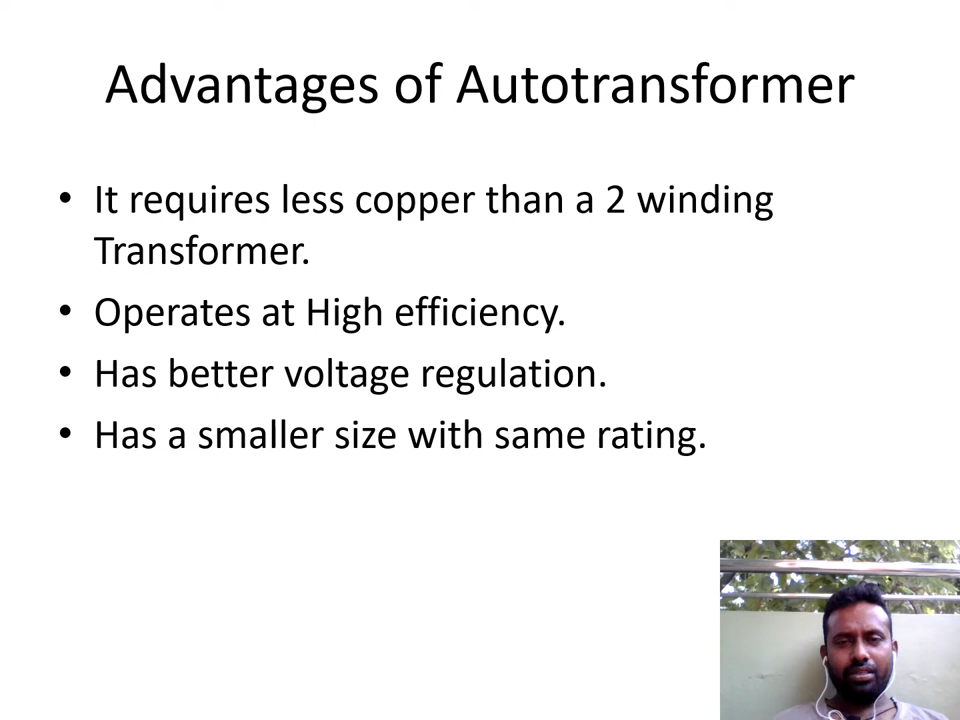 Advantages of Autotransformer
• It requires less copper than a 2 winding
Transformer.
• Operates at High efficiency.
• Has better voltage regulation.
• Has a smaller size with same rating.